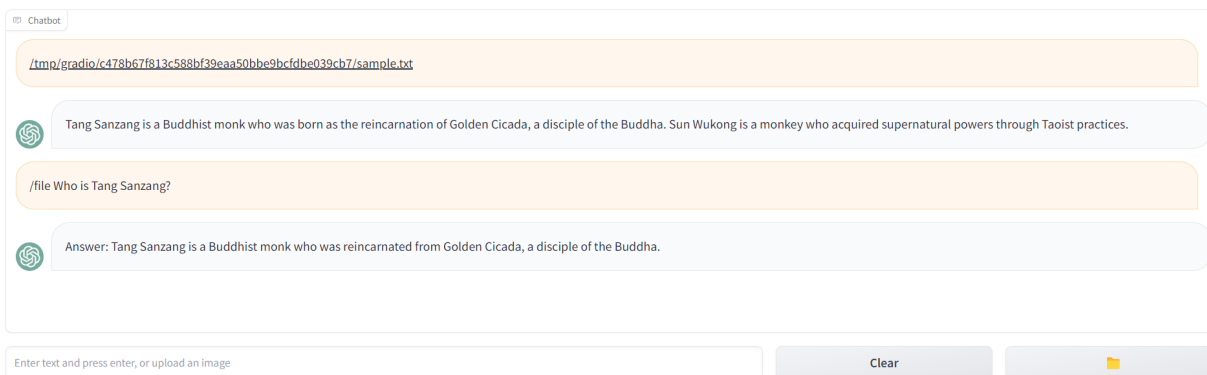 Chatbot
/tmp/gradio/c478b67f813c588bf39eaa50bbe9bcfdbe039cb7/sample.txt
Tang Sanzang is a Buddhist monk who was born as the reincarnation of Golden Cicada, a disciple of the Buddha. Sun Wukong is a monkey who acquired supernatural powers through Taoist practices.
/file Who is Tang Sanzang?
Answer: Tang Sanzang is a Buddhist monk who was reincarnated from Golden Cicada, a disciple of the Buddha.
Enter text and press enter, or upload an image
Clear